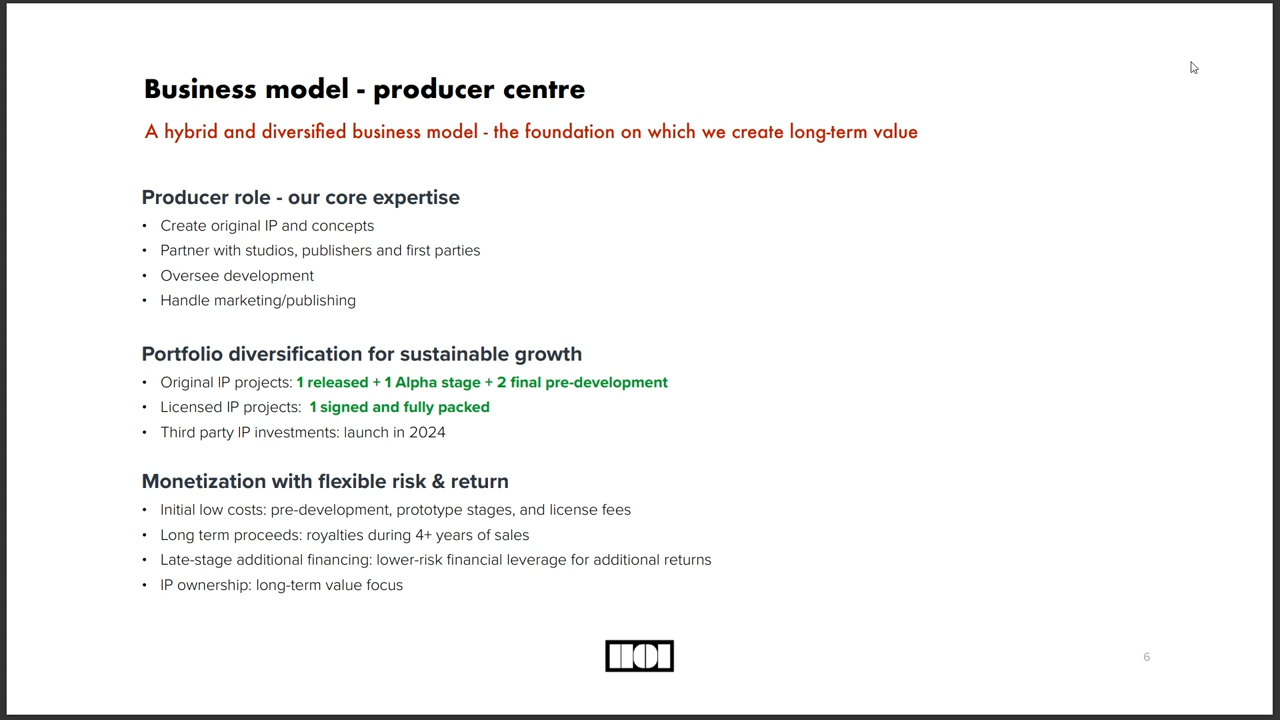 Business model - producer centre
A hybrid and diversified business model - the foundation on which we create long-term value
Producer role - our core expertise
• Create original IP and concepts
• Partner with studios, publishers and first parties
• Oversee development
• Handle marketing/publishing
Portfolio diversification for sustainable growth
• Original IP projects: 1 released + 1 Alpha stage + 2 final pre-development
• Licensed IP projects: 1 signed and fully packed
• Third party IP investments: launch in 2024
Monetization with flexible risk & return
• Initial low costs: pre-development, prototype stages, and license fees
• Long term proceeds: royalties during 4+ years of sales
• Late-stage additional financing: lower-risk financial leverage for additional returns
• IP ownership: long-term value focus
6